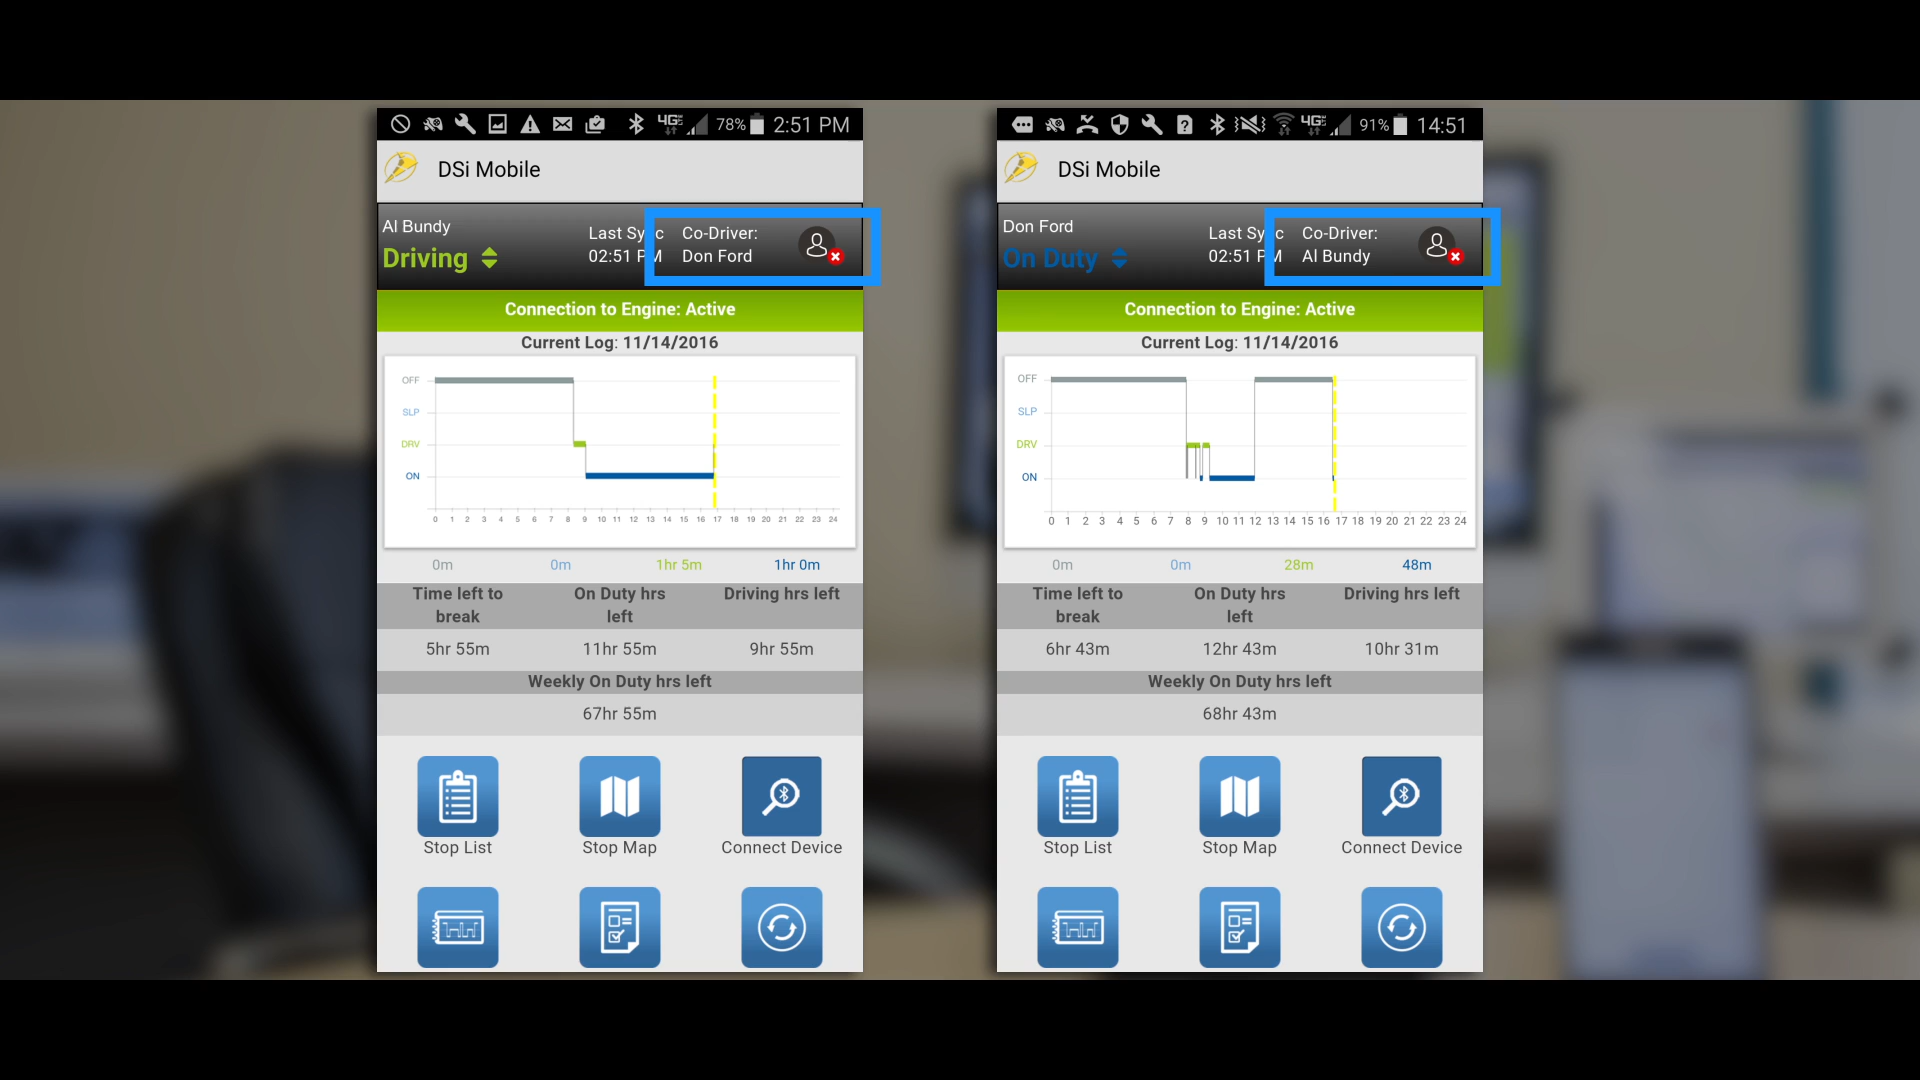 78% 2:51 PM
DSi Mobile
Al Bundy
Driving
Last Sync
02:51 PM
Co-Driver:
Don Ford
Connection to Engine: Active
Current Log: 11/14/2016
OFF
SLP
DRV
ON
0 1 2 3 4 5 6 7 8 9 10 11 12 13 14 15 16 17 18 19 20 21 22 23 24
0m 0m 1hr 5m 1hr 0m
Time left to break
On Duty hrs left
Driving hrs left
5hr 55m 11hr 55m 9hr 55m
Weekly On Duty hrs left
67hr 55m
Stop List Stop Map Connect Device
4G 91% 14:51
DSi Mobile
Don Ford
On Duty
Last Sync
02:51 PM
Co-Driver:
Al Bundy
Connection to Engine: Active
Current Log: 11/14/2016
OFF
SLP
DRV
ON
0 1 2 3 4 5 6 7 8 9 10 11 12 13 14 15 16 17 18 19 20 21 22 23 24
0m 0m 28m 48m
Time left to break
On Duty hrs left
Driving hrs left
6hr 43m 12hr 43m 10hr 31m
Weekly On Duty hrs left
68hr 43m
Stop List Stop Map Connect Device